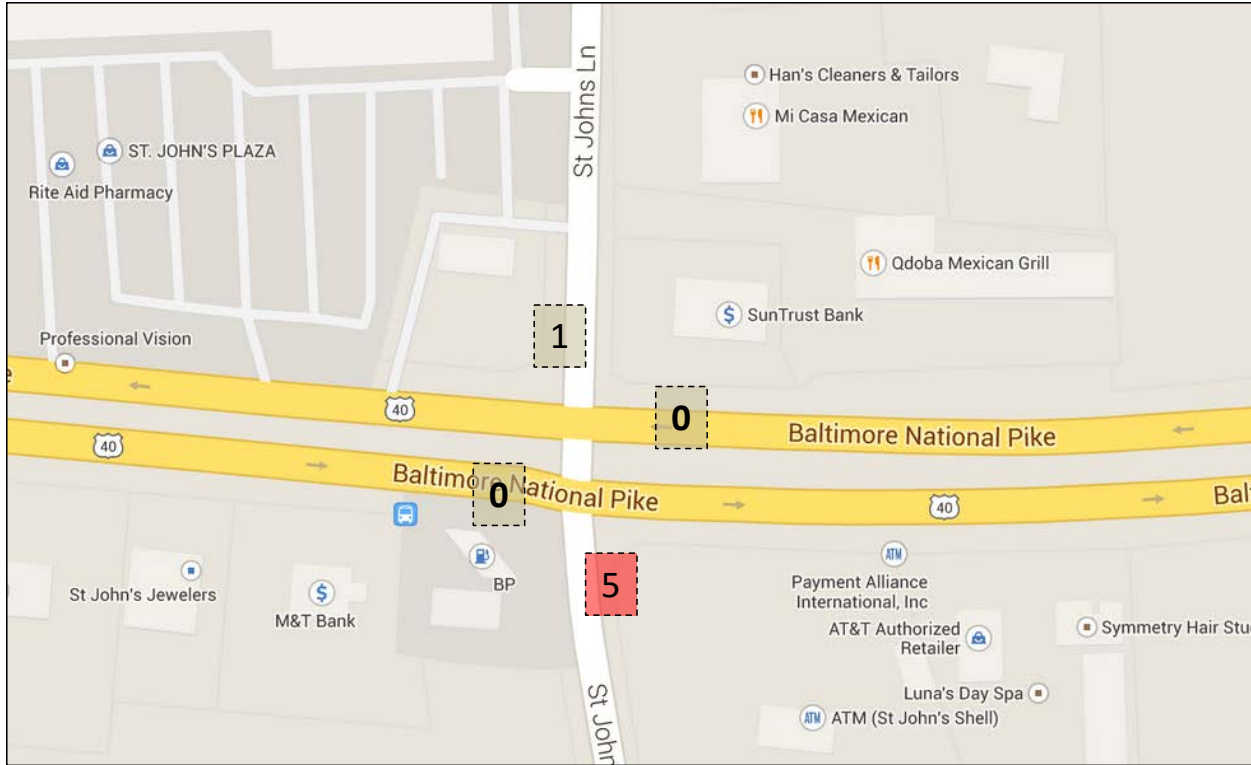 St Johns Ln
Han's Cleaners & Tailors
Mi Casa Mexican
ST. JOHN'S PLAZA
Rite Aid Pharmacy
Qdoba Mexican Grill
SunTrust Bank
1
Professional Vision
e
40
0
Baltimore National Pike
40
Baltimore National Pike
0
40
Bal
BP
5
ATM
Payment Alliance
International, Inc
St John's Jewelers
M&T Bank
AT&T Authorized
Retailer
Symmetry Hair Stu
Luna's Day Spa
ATM
ATM (St John's Shell)
St John